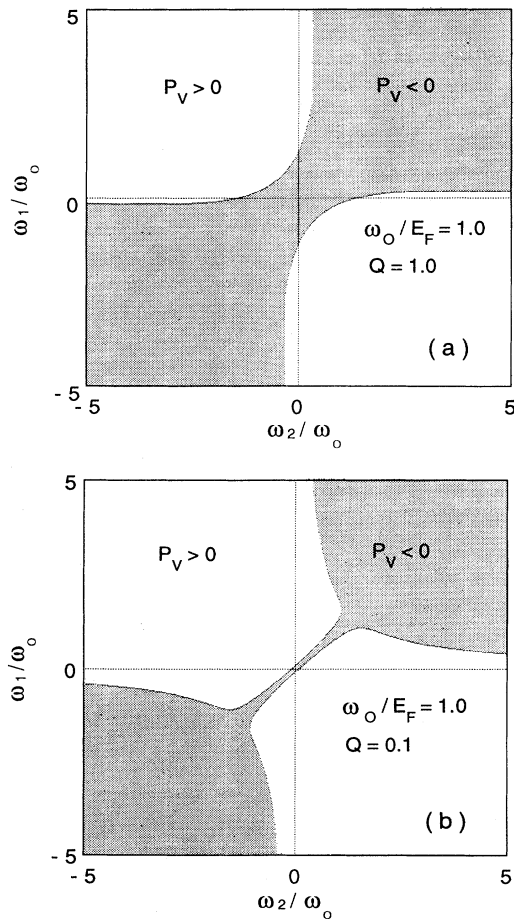 5
P_V > 0
P_V < 0
ω_1/ω_o
0
ω_O/E_F = 1.0
Q = 1.0
(a)
-5
-5
0
5
ω_2/ω_o
5
P_V > 0
P_V < 0
ω_1/ω_o
0
ω_O/E_F = 1.0
Q = 0.1
(b)
-5
-5
0
5
ω_2/ω_o